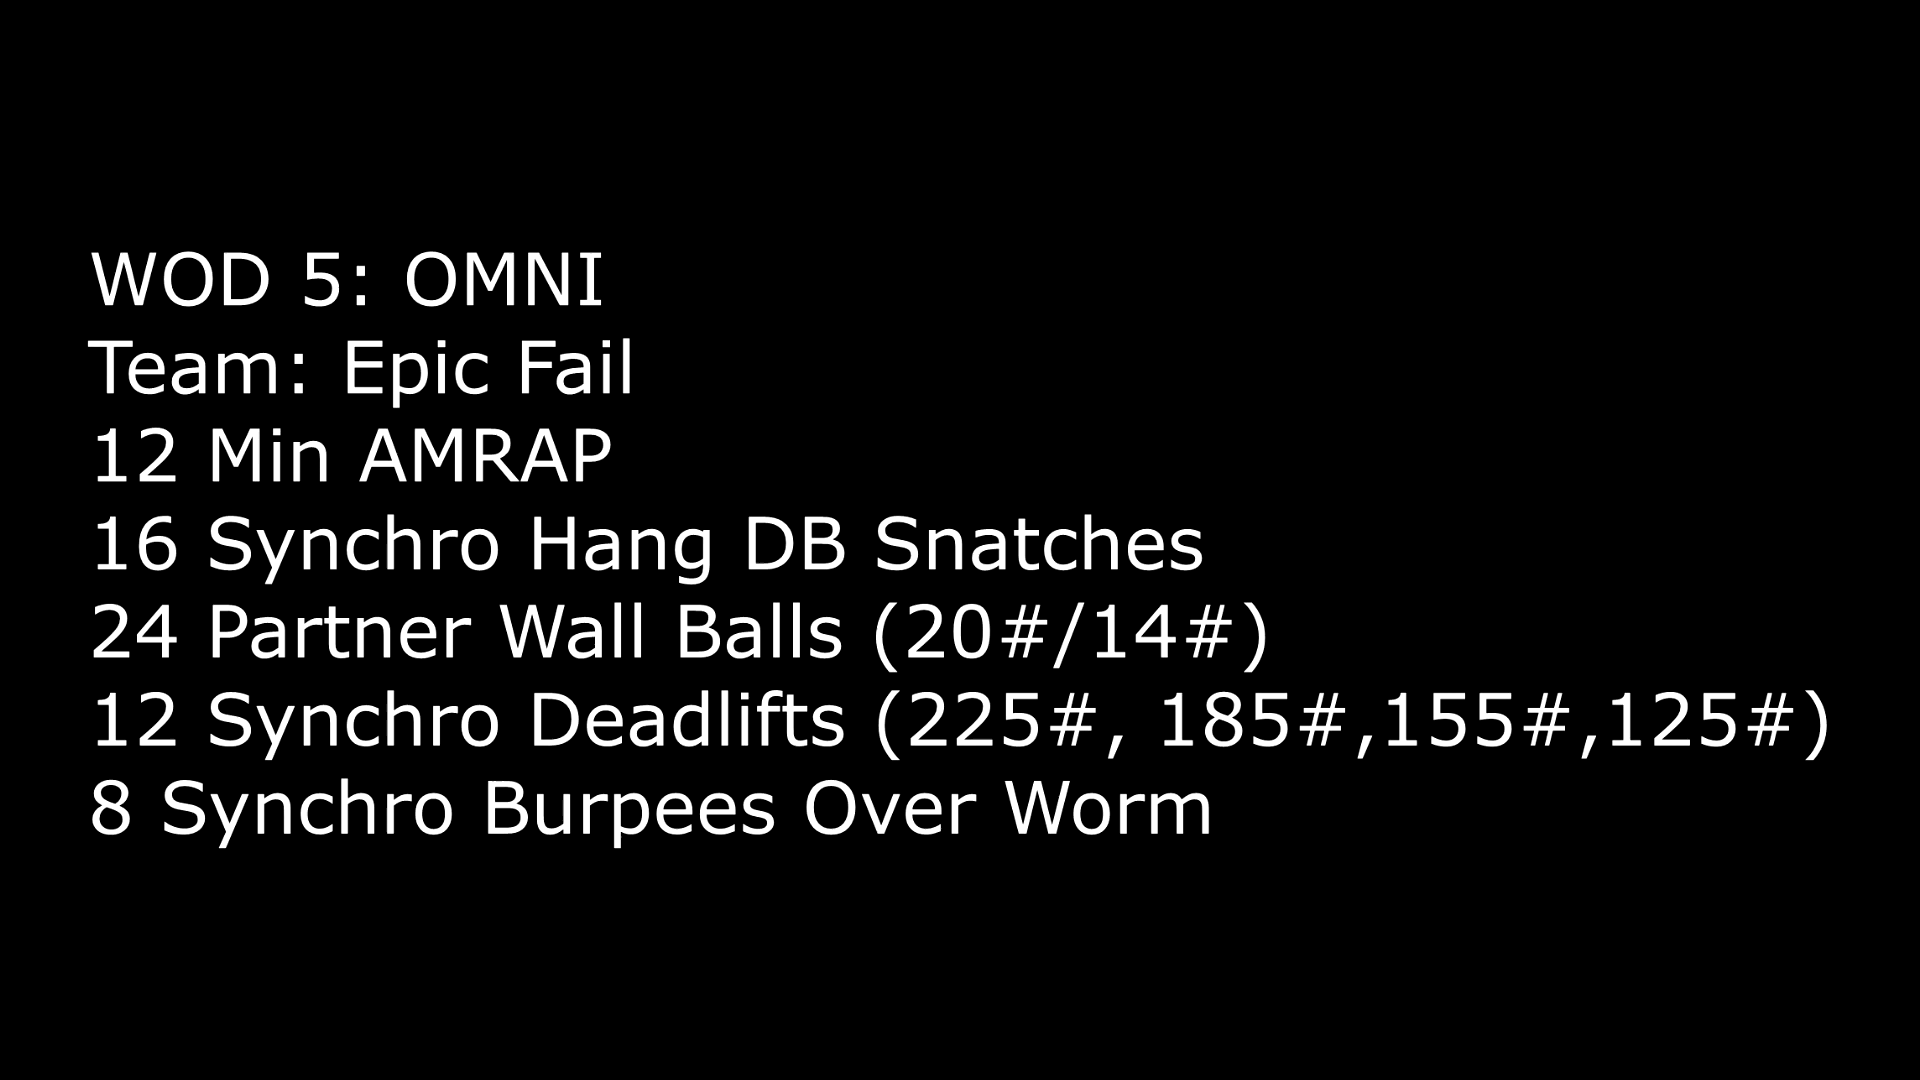 WOD 5: OMNI
Team: Epic Fail
12 Min AMRAP
16 Synchro Hang DB Snatches
24 Partner Wall Balls (20#/14#)
12 Synchro Deadlifts (225#, 185#,155#,125#)
8 Synchro Burpees Over Worm